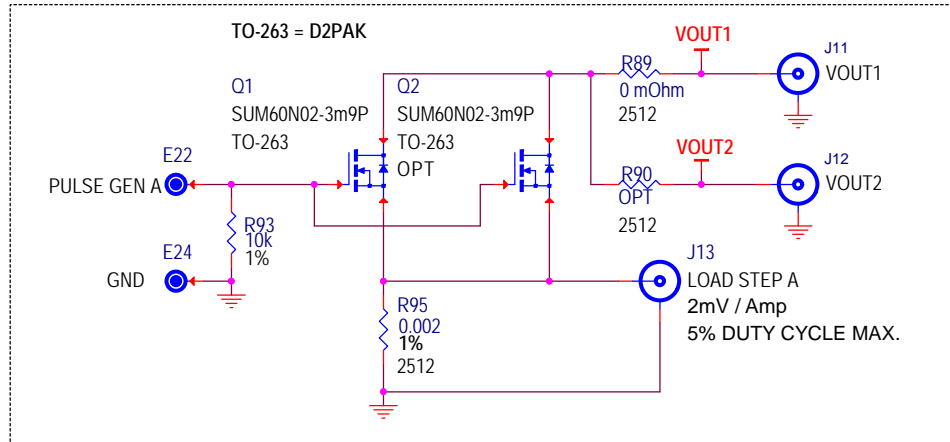 TO-263 = D2PAK
Q1
SUM60N02-3m9P
TO-263
Q2
SUM60N02-3m9P
TO-263
OPT
R89
0 mOhm
2512
VOUT1
J11
VOUT1
R90
OPT
2512
VOUT2
J12
VOUT2
E22
PULSE GEN A
R93
10k
1%
E24
GND
R95
0.002
1%
2512
J13
LOAD STEP A
2mV / Amp
5% DUTY CYCLE MAX.